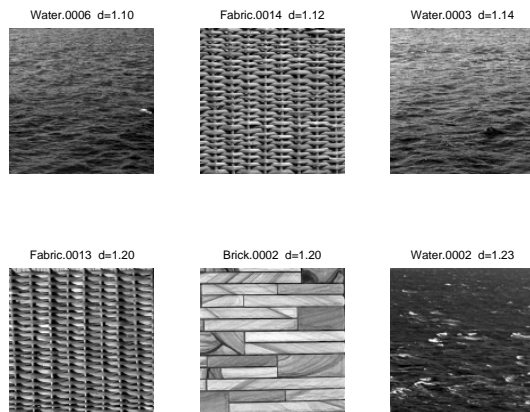 Water.0006 d=1.10
Fabric.0014 d=1.12
Water.0003 d=1.14
Fabric.0013 d=1.20
Brick.0002 d=1.20
Water.0002 d=1.23